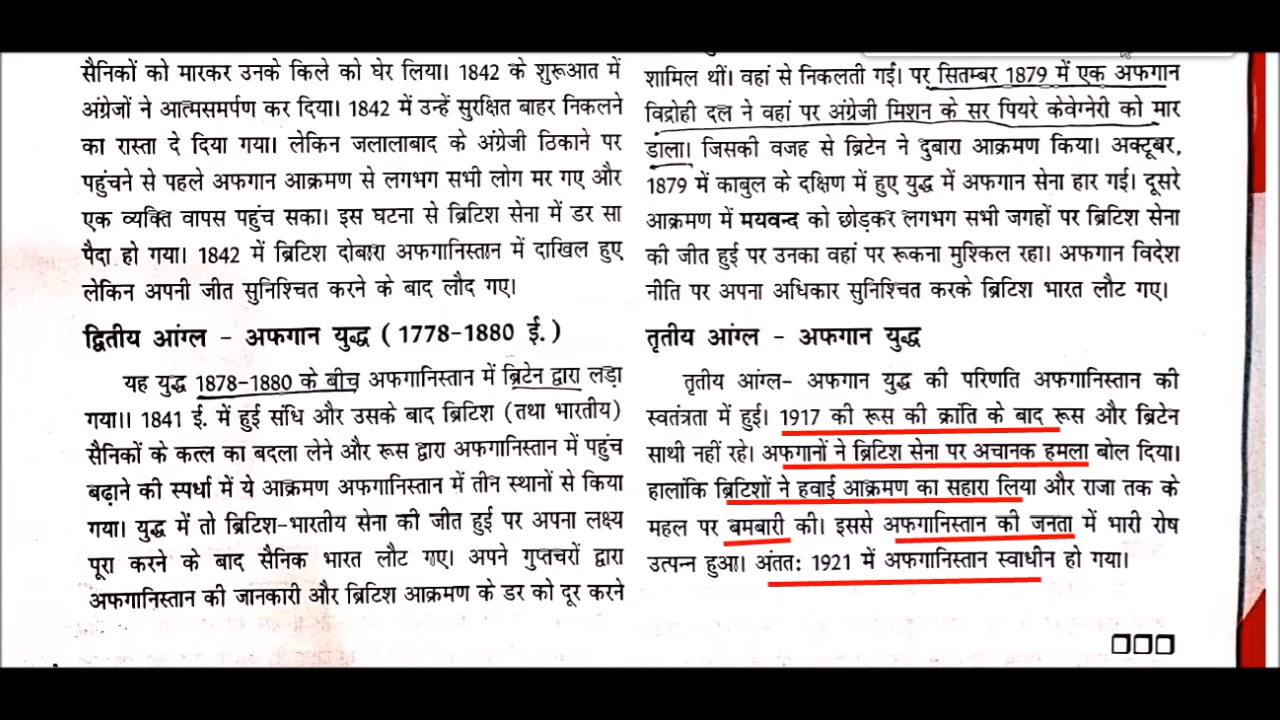 सैनिकों को मारकर उनके किले को घेर लिया। 1842 के शुरूआत में
अंग्रेजों ने आत्मसमर्पण कर दिया। 1842 में उन्हें सुरक्षित बाहर निकलने
का रास्ता दे दिया गया। लेकिन जलालाबाद के अंग्रेजी ठिकाने पर
पहुंचने से पहले अफगान आक्रमण से लगभग सभी लोग मर गए और
एक व्यक्ति वापस पहुंच सका। इस घटना से ब्रिटिश सेना में डर सा
पैदा हो गया। 1842 में ब्रिटिश दोबारा अफगानिस्तान में दाखिल हुए
लेकिन अपनी जीत सुनिश्चित करने के बाद लौद गए।
द्वितीय आंग्ल - अफगान युद्ध ( 1778-1880 ई. )
यह युद्ध 1878-1880 के बीच अफगानिस्तान में ब्रिटेन द्वारा लड़ा
गया।। 1841 ई. में हुई संधि और उसके बाद ब्रिटिश (तथा भारतीय)
सैनिकों के कत्ल का बदला लेने और रूस द्वारा अफगानिस्तान में पहुंच
बढ़ाने की स्पर्धा में ये आक्रमण अफगानिस्तान में तीन स्थानों से किया
गया। युद्ध में तो ब्रिटिश-भारतीय सेना की जीत हुई पर अपना लक्ष्य
पूरा करने के बाद सैनिक भारत लौट गए। अपने गुप्तचरों द्वारा
अफगानिस्तान की जानकारी और ब्रिटिश आक्रमण के डर को दूर करने
शामिल थीं। वहां से निकलती गई। पर सितम्बर 1879 में एक अफगान
विद्रोही दल ने वहां पर अंग्रेजी मिशन के सर पियरे केवेग्नेरी को मार
डाला। जिसकी वजह से ब्रिटेन ने दुबारा आक्रमण किया। अक्टूबर,
1879 में काबुल के दक्षिण में हुए युद्ध में अफगान सेना हार गई। दूसरे
आक्रमण में मयवन्द को छोड़कर लगभग सभी जगहों पर ब्रिटिश सेना
की जीत हुई पर उनका वहां पर रूकना मुश्किल रहा। अफगान विदेश
नीति पर अपना अधिकार सुनिश्चित करके ब्रिटिश भारत लौट गए।
तृतीय आंग्ल - अफगान युद्ध
तृतीय आंग्ल- अफगान युद्ध की परिणति अफगानिस्तान की
स्वतंत्रता में हुई। 1917 की रूस की क्रांति के बाद रूस और ब्रिटेन
साथी नहीं रहे। अफगानों ने ब्रिटिश सेना पर अचानक हमला बोल दिया।
हालांकि ब्रिटिशों ने हवाई आक्रमण का सहारा लिया और राजा तक के
महल पर बमबारी की। इससे अफगानिस्तान की जनता में भारी रोष
उत्पन्न हुआ। अंततः 1921 में अफगानिस्तान स्वाधीन हो गया।